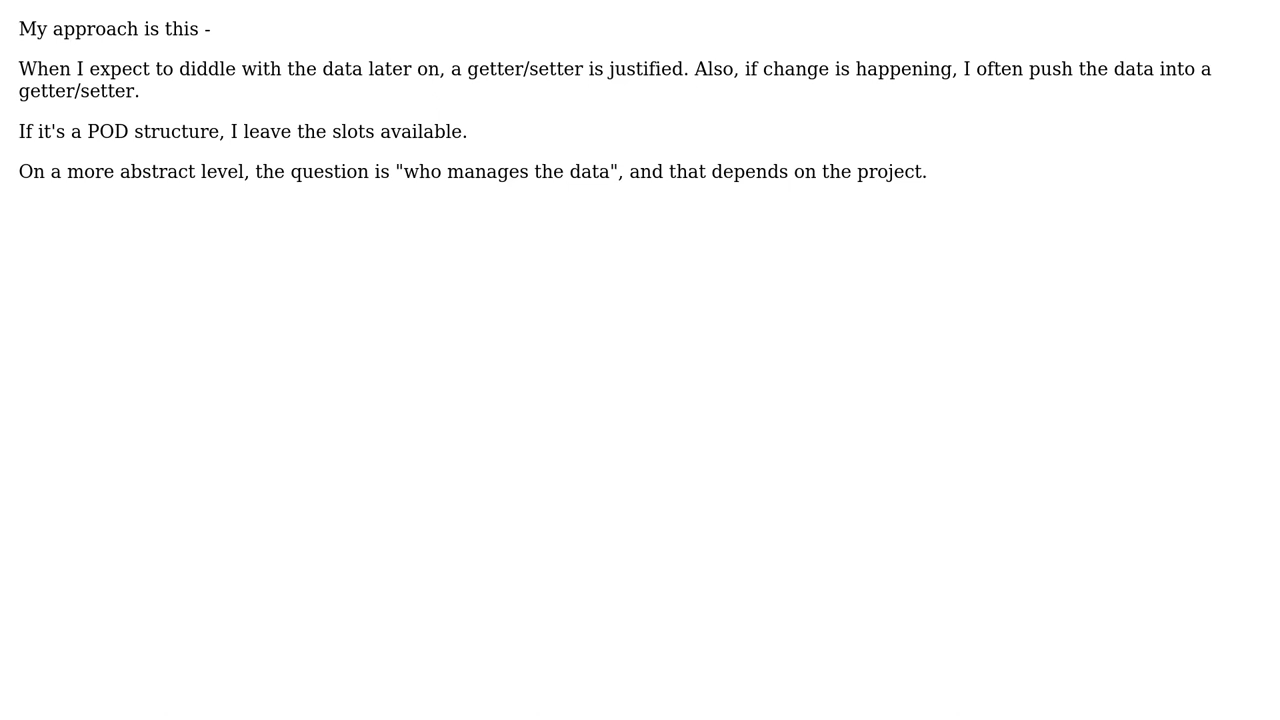 My approach is this -
When I expect to diddle with the data later on, a getter/setter is justified. Also, if change is happening, I often push the data into a
getter/setter.
If it's a POD structure, I leave the slots available.
On a more abstract level, the question is "who manages the data", and that depends on the project.